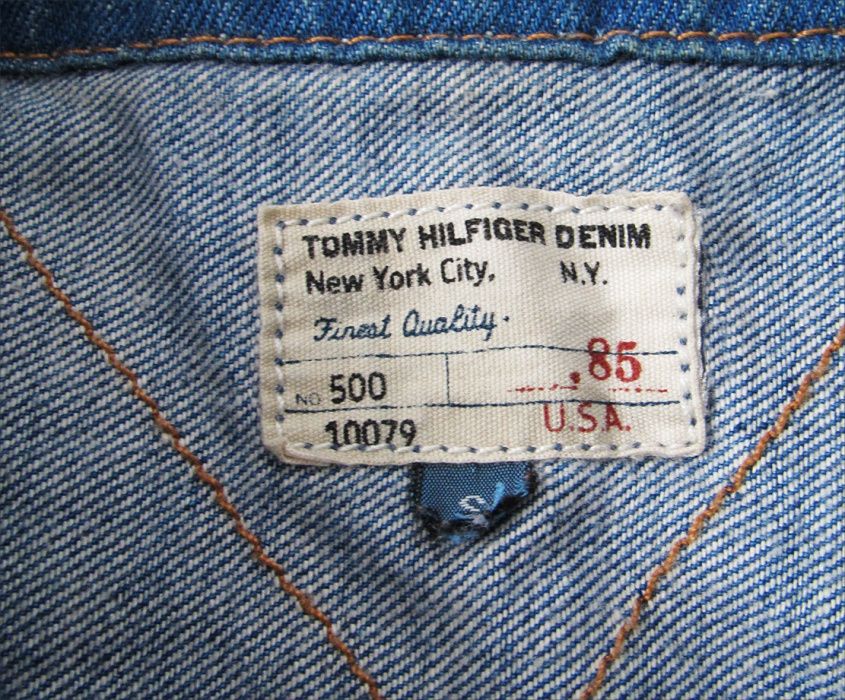 TOMMY HILFIGER DENIM
New York City, N.Y.
Finest Quality.
.85
NO 500
U.S.A.
10079
S